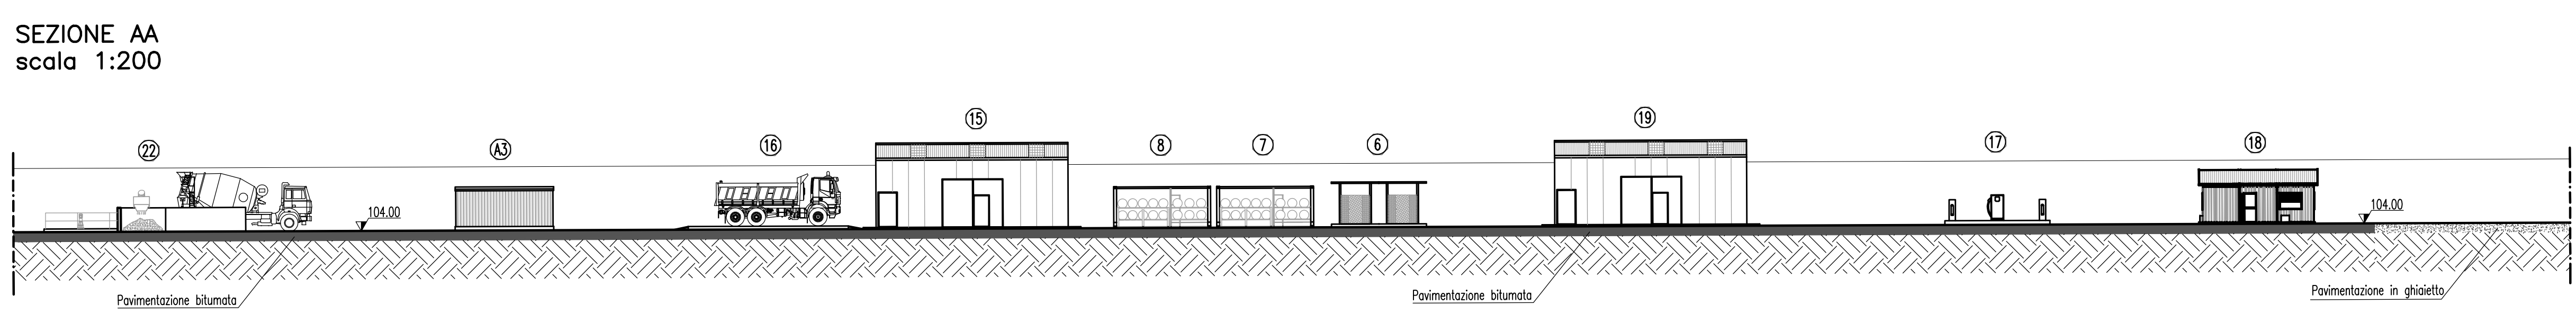 SEZIONE AA
scala 1:200
22
A3
16
15
8
7
6
19
17
18
104.00
104.00
Pavimentazione bitumata
Pavimentazione bitumata
Pavimentazione in ghiaietto